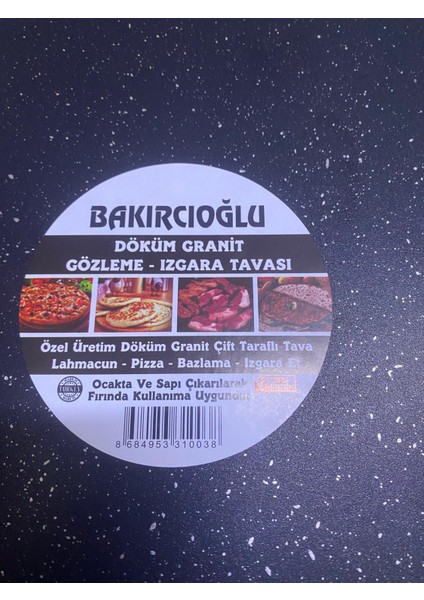 BAKIRCIOĞLU
DÖKÜM GRANİT
GÖZLEME - IZGARA TAVASI
Özel Üretim Döküm Granit Çift Taraflı Tava
Lahmacun - Pizza - Bazlama - Izgara Et
Ocakta Ve Sapı Çıkarılarak
Fırında Kullanıma Uygundur
TURKEY
8 684953 310038